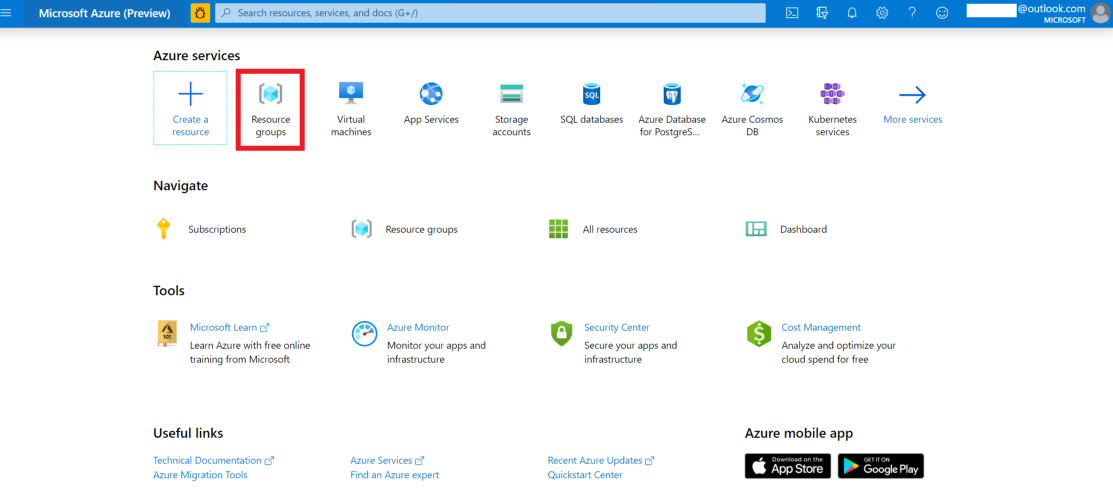 Microsoft Azure (Preview)
Search resources, services, and docs (G+/)
@outlook.com
MICROSOFT
Azure services
Create a
resource
Resource
groups
Virtual
machines
App Services
Storage
accounts
SQL
SQL databases
Azure Database
for PostgreS...
Azure Cosmos
DB
Kubernetes
services
More services
Navigate
Subscriptions
Resource groups
All resources
Dashboard
Tools
101
Microsoft Learn
Learn Azure with free online
training from Microsoft
Azure Monitor
Monitor your apps and
infrastructure
Security Center
Secure your apps and
infrastructure
Cost Management
Analyze and optimize your
cloud spend for free
Useful links
Technical Documentation
Azure Migration Tools
Azure Services
Find an Azure expert
Recent Azure Updates
Quickstart Center
Azure mobile app
Download on the
App Store
GET IT ON
Google Play